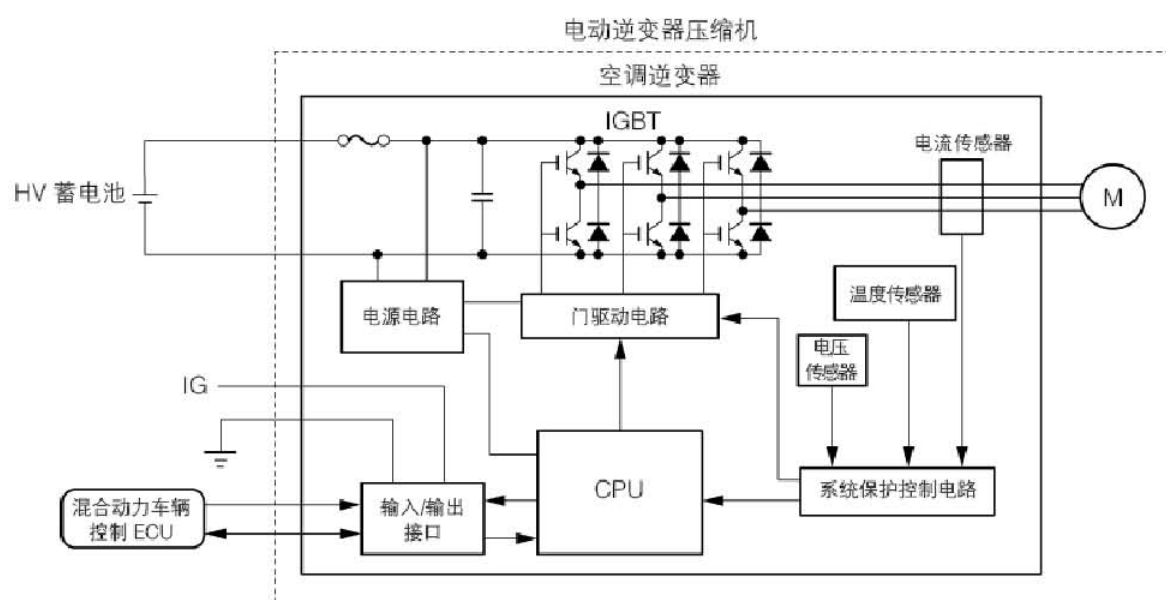 电动逆变器压缩机
空调逆变器
IGBT
电流传感器
HV 蓄电池
M
电源电路
门驱动电路
温度传感器
电压
传感器
IG
CPU
系统保护控制电路
混合动力车辆
控制 ECU
输入/输出
接口